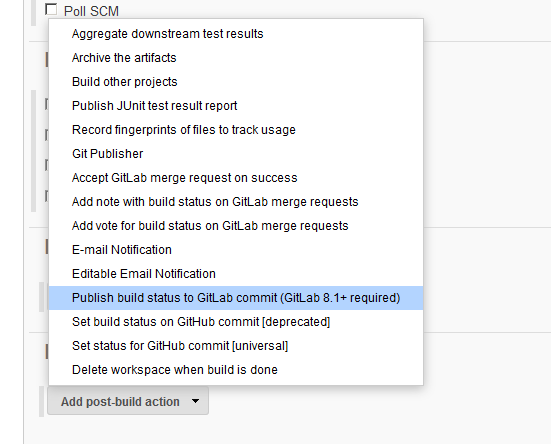 Poll SCM
Aggregate downstream test results
Archive the artifacts
Build other projects
Publish JUnit test result report
Record fingerprints of files to track usage
Git Publisher
Accept GitLab merge request on success
Add note with build status on GitLab merge requests
Add vote for build status on GitLab merge requests
E-mail Notification
Editable Email Notification
Publish build status to GitLab commit (GitLab 8.1+ required)
Set build status on GitHub commit [deprecated]
Set status for GitHub commit [universal]
Delete workspace when build is done
Add post-build action